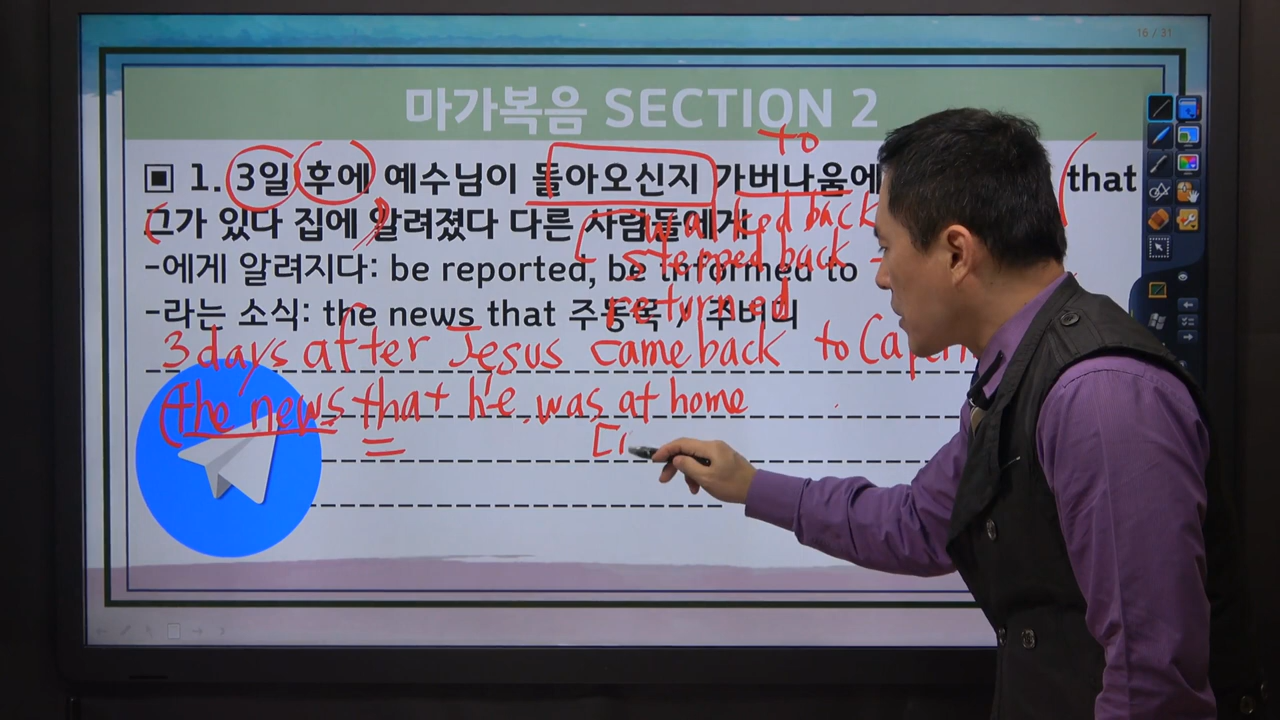 16 / 31
마가복음 SECTION 2
to
▣ 1. 3일 후에 예수님이 돌아오신지 가버나움에 that
그가 있다 집에 알려졌다 다른 사람들에게
walked back
-에게 알려지다: be reported, be informed to
stepped back
-라는 소식: the news that 주동목 / 주버비
returned
3 days after Jesus came back to
the news that he was at home